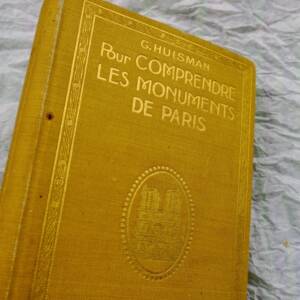 G. HUISMAN
POUR COMPRENDRE
LES MONUMENTS
DE PARIS